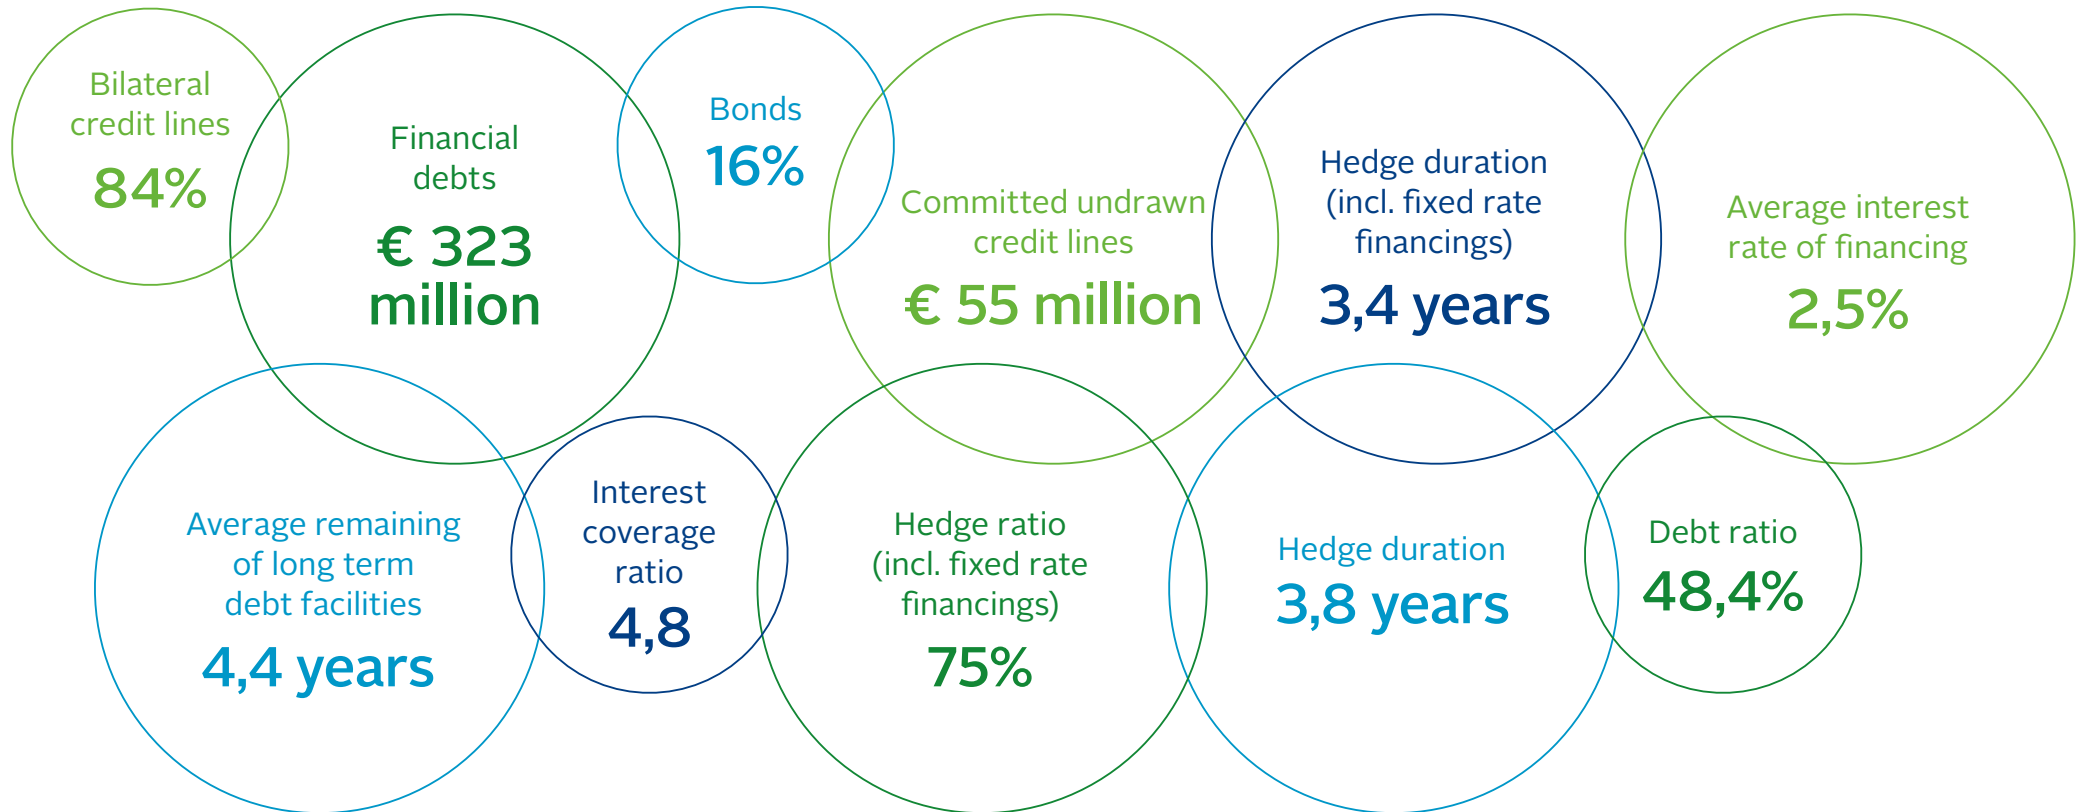 Bilateral
credit lines
84%
Financial
debts
€ 323
million
Bonds
16%
Committed undrawn
credit lines
€ 55 million
Hedge duration
(incl. fixed rate
financings)
3,4 years
Average interest
rate of financing
2,5%
Average remaining
of long term
debt facilities
4,4 years
Interest
coverage
ratio
4,8
Hedge ratio
(incl. fixed rate
financings)
75%
Hedge duration
3,8 years
Debt ratio
48,4%